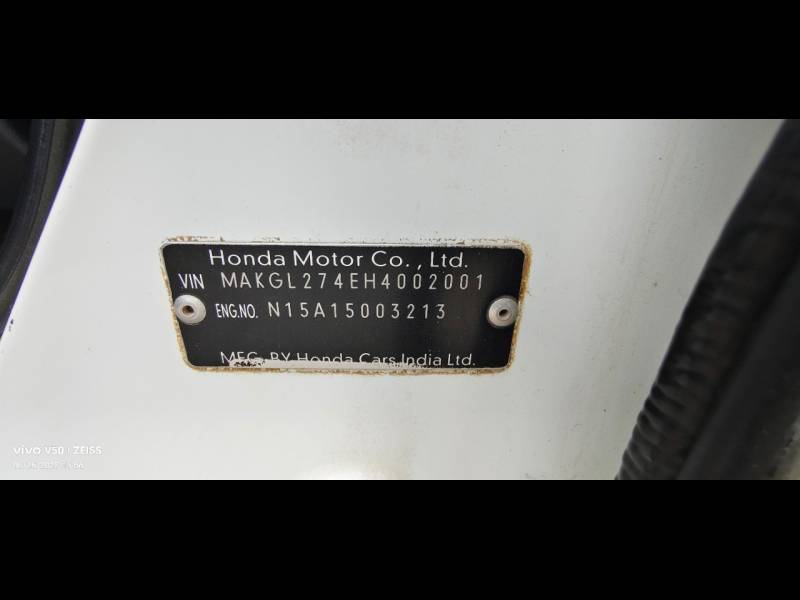 Honda Motor Co., Ltd.
VIN MAKGL274EH4002001
ENG.NO. N15A15003213
MFG. BY Honda Cars India Ltd.
vivo V50 | ZEISS